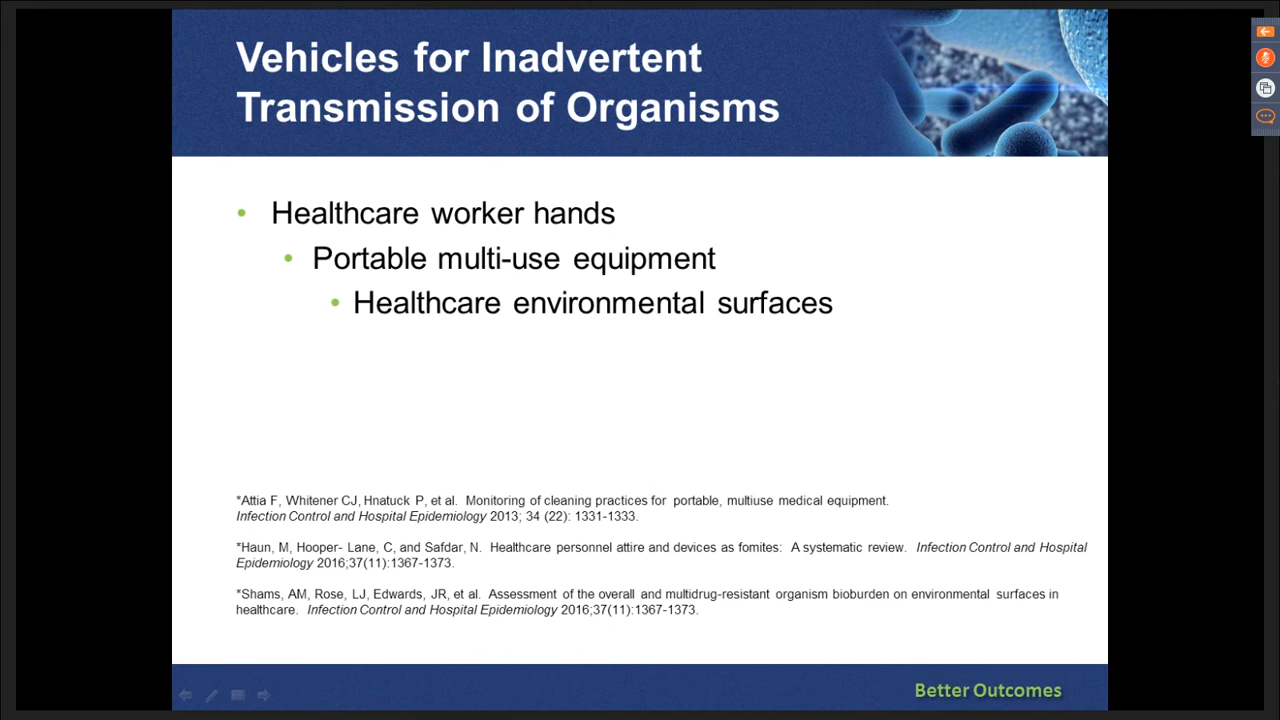 Vehicles for Inadvertent
Transmission of Organisms
• Healthcare worker hands
• Portable multi-use equipment
• Healthcare environmental surfaces
*Attia F, Whitener CJ, Hnatuck P, et al. Monitoring of cleaning practices for portable, multiuse medical equipment.
Infection Control and Hospital Epidemiology 2013; 34 (22): 1331-1333.
*Haun, M, Hooper- Lane, C, and Safdar, N. Healthcare personnel attire and devices as fomites: A systematic review. Infection Control and Hospital
Epidemiology 2016;37(11):1367-1373.
*Shams, AM, Rose, LJ, Edwards, JR, et al. Assessment of the overall and multidrug-resistant organism bioburden on environmental surfaces in
healthcare. Infection Control and Hospital Epidemiology 2016;37(11):1367-1373.
Better Outcomes